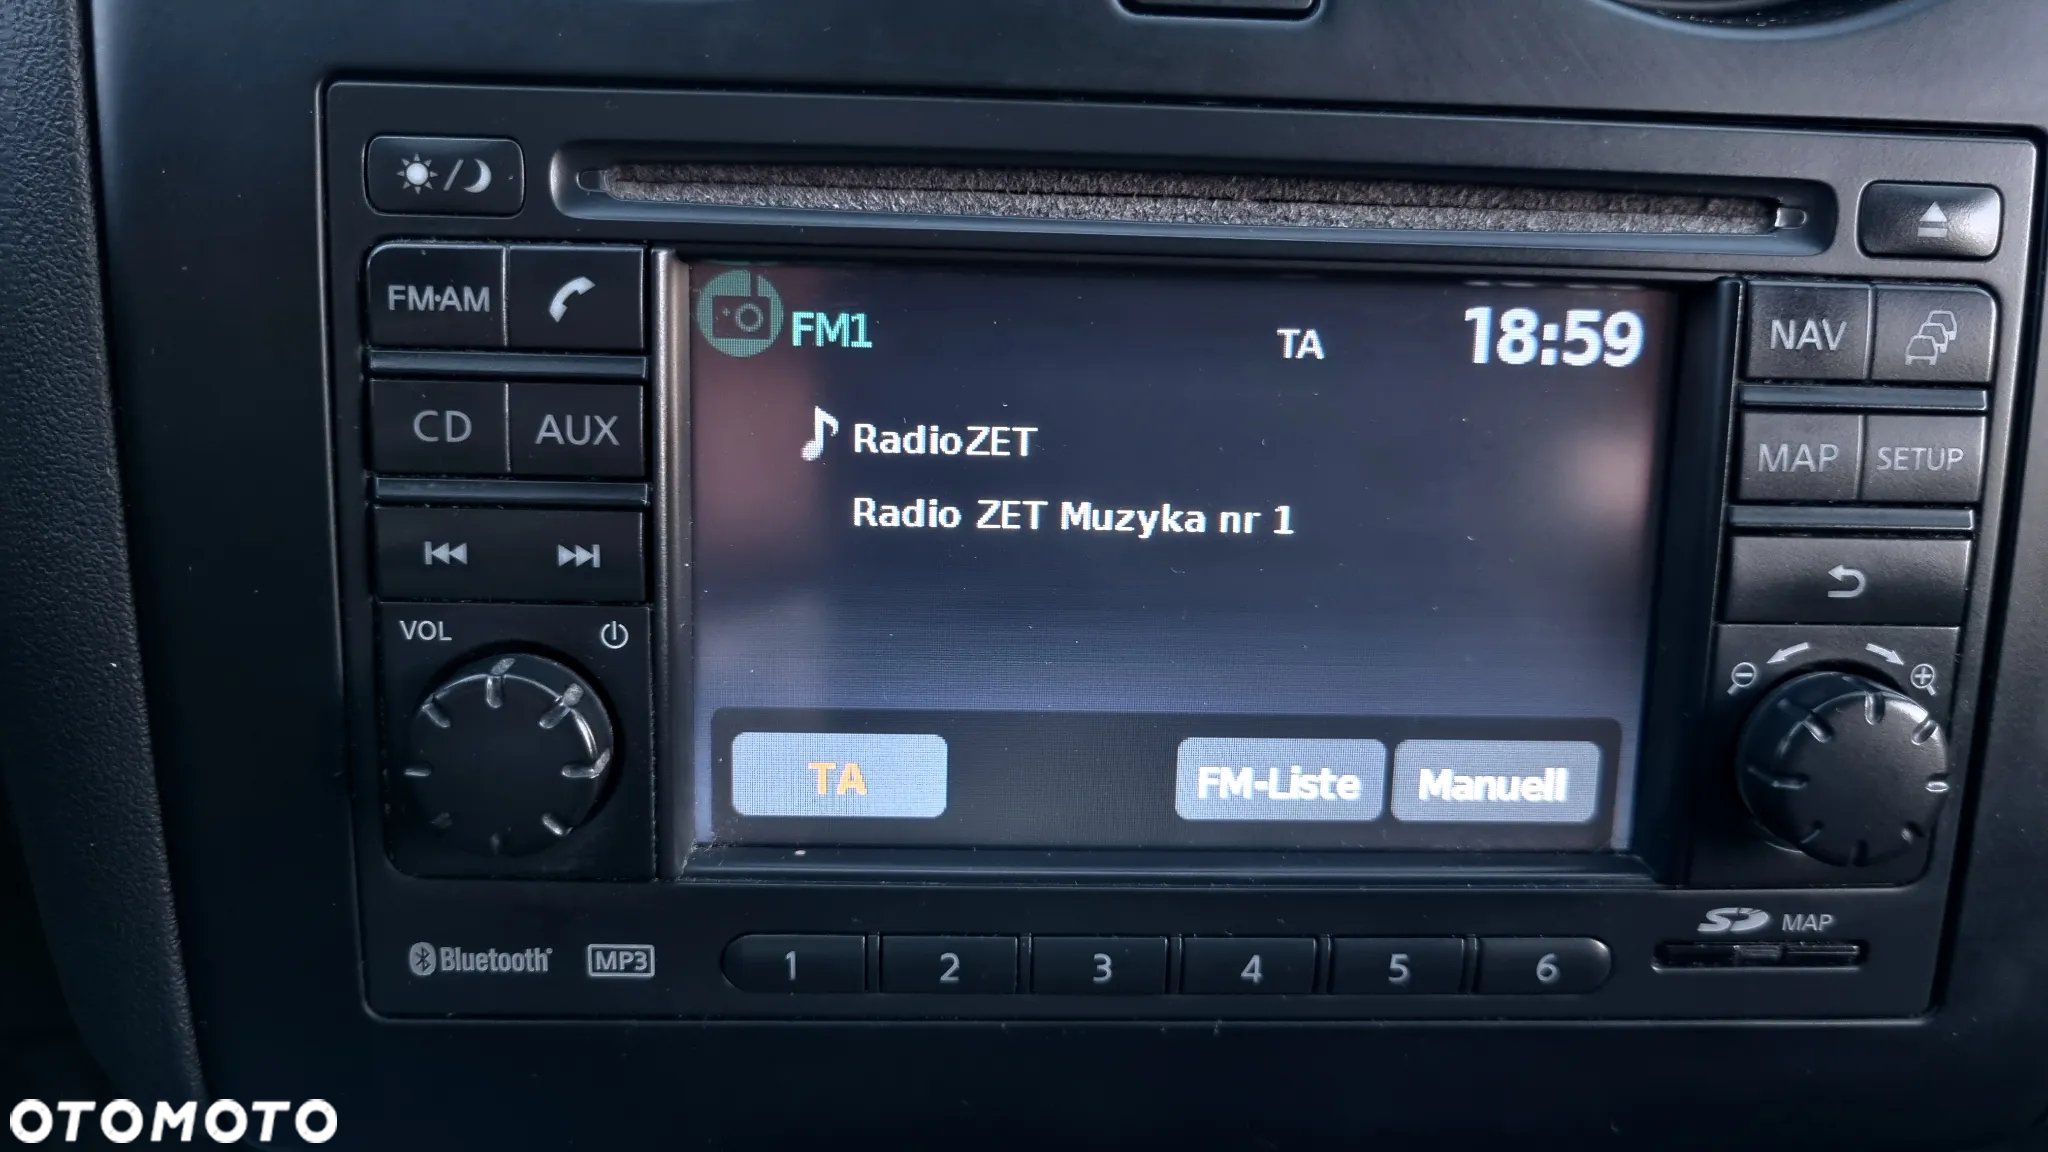 FM·AM
CD
AUX
VOL
FM1
TA
18:59
RadioZET
Radio ZET Muzyka nr 1
TA
FM-Liste
Manuell
NAV
MAP
SETUP
Bluetooth
MP3
1
2
3
4
5
6
SD MAP
OTOMOTO